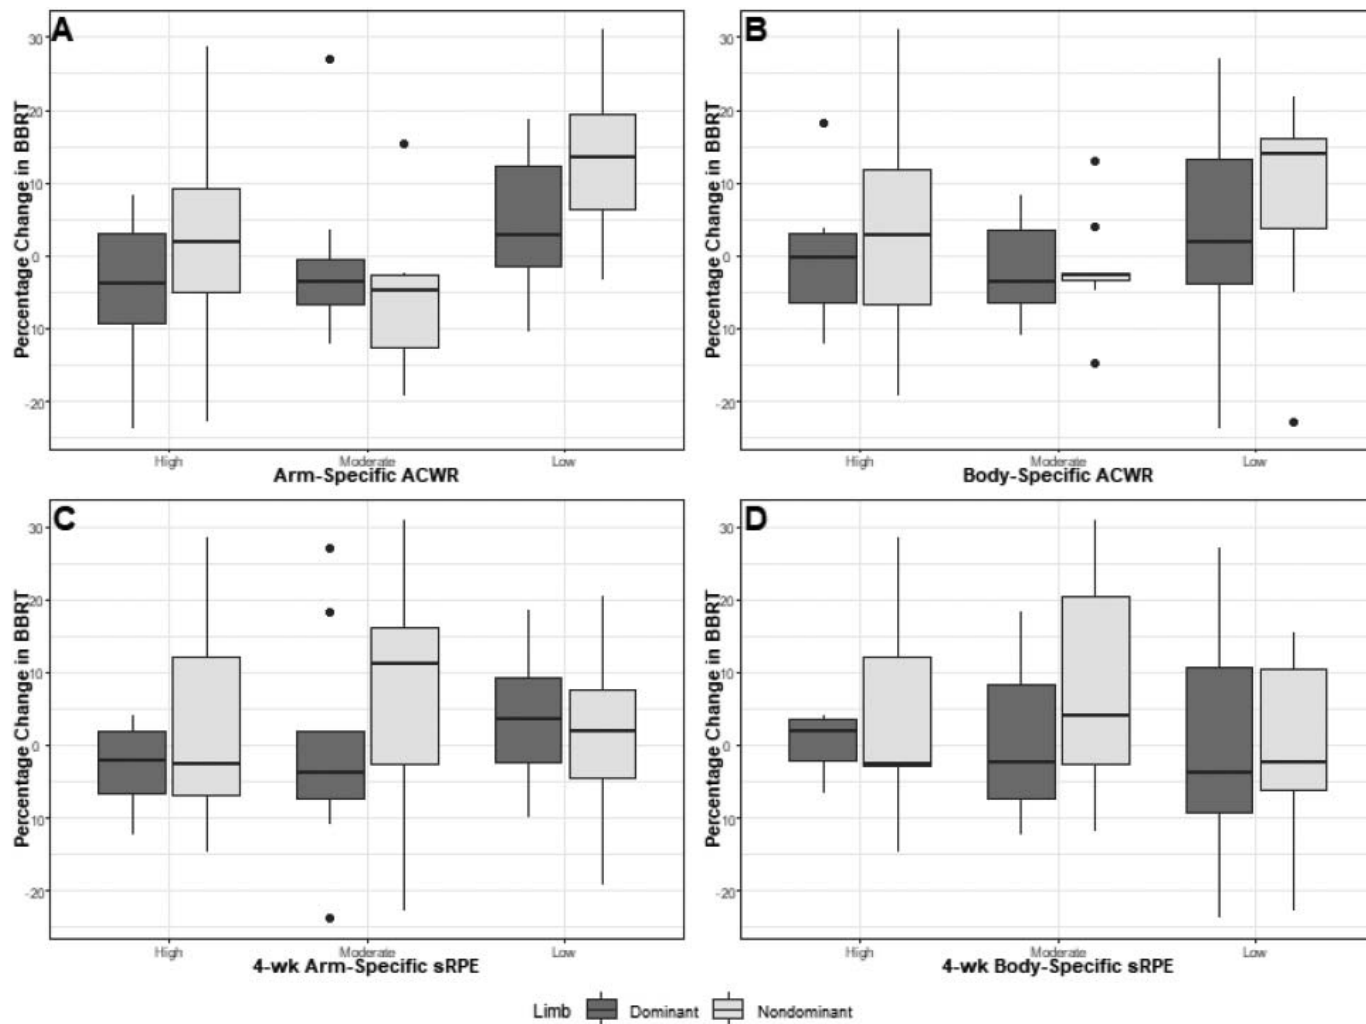 A
B
30
20
10
0
10
-20
Percentage Change in BBRT
High
Moderate
Low
Arm-Specific ACWR
30
20
10
0
10
-20
Percentage Change in BBRT
High
Moderate
Low
Body-Specific ACWR
C
D
30
20
10
0
10
-20
Percentage Change in BBRT
High
Moderate
Low
4-wk Arm-Specific sRPE
30
20
10
0
10
-20
Percentage Change in BBRT
High
Moderate
Low
4-wk Body-Specific sRPE
Limb Dominant Nondominant